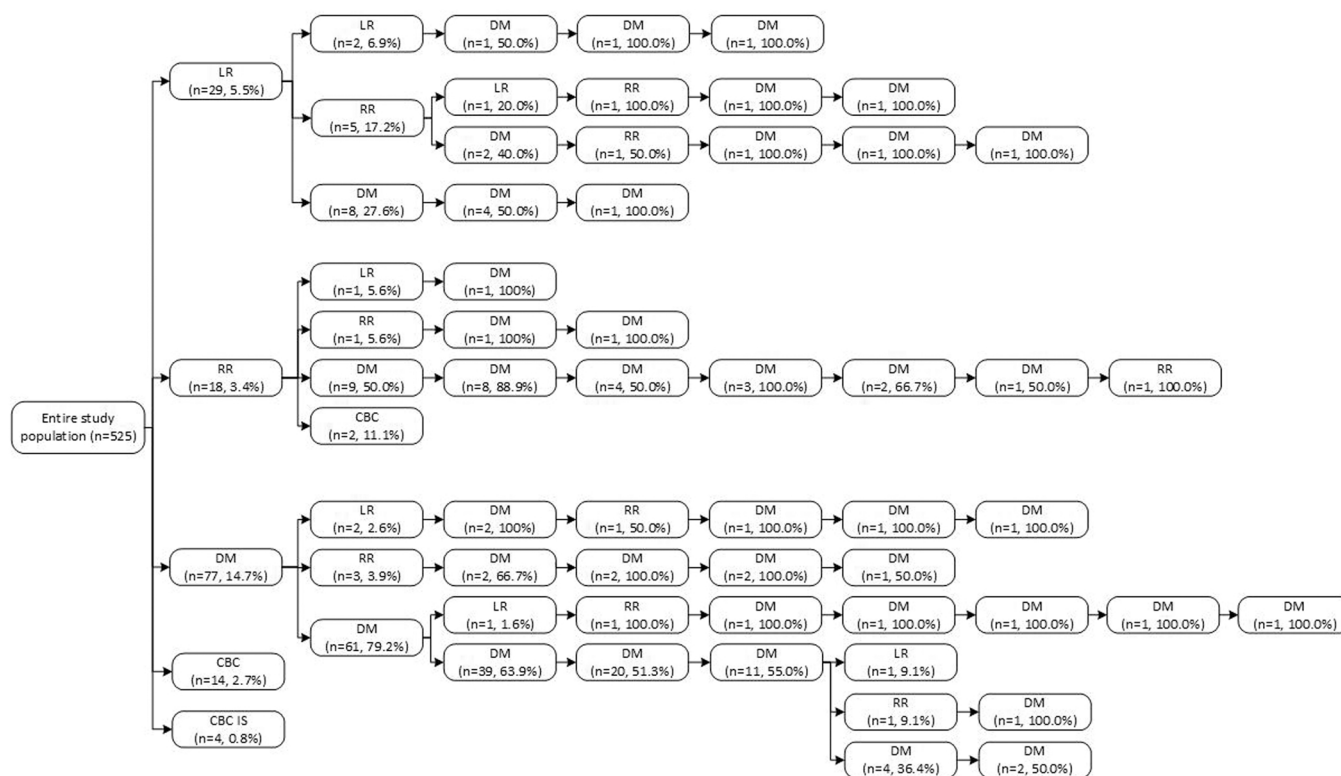 Entire study
population (n=525)
LR
(n=29, 5.5%)
LR
(n=2, 6.9%)
DM
(n=1, 50.0%)
DM
(n=1, 100.0%)
DM
(n=1, 100.0%)
RR
(n=5, 17.2%)
LR
(n=1, 20.0%)
RR
(n=1, 100.0%)
DM
(n=1, 100.0%)
DM
(n=1, 100.0%)
DM
(n=2, 40.0%)
RR
(n=1, 50.0%)
DM
(n=1, 100.0%)
DM
(n=1, 100.0%)
DM
(n=1, 100.0%)
DM
(n=8, 27.6%)
DM
(n=4, 50.0%)
DM
(n=1, 100.0%)
RR
(n=18, 3.4%)
LR
(n=1, 5.6%)
DM
(n=1, 100%)
RR
(n=1, 5.6%)
DM
(n=1, 100%)
DM
(n=1, 100.0%)
DM
(n=9, 50.0%)
DM
(n=8, 88.9%)
DM
(n=4, 50.0%)
DM
(n=3, 100.0%)
DM
(n=2, 66.7%)
DM
(n=1, 50.0%)
RR
(n=1, 100.0%)
CBC
(n=2, 11.1%)
DM
(n=77, 14.7%)
LR
(n=2, 2.6%)
DM
(n=2, 100%)
RR
(n=1, 50.0%)
DM
(n=1, 100.0%)
DM
(n=1, 100.0%)
DM
(n=1, 100.0%)
RR
(n=3, 3.9%)
DM
(n=2, 66.7%)
DM
(n=2, 100.0%)
DM
(n=2, 100.0%)
DM
(n=1, 50.0%)
DM
(n=61, 79.2%)
LR
(n=1, 1.6%)
RR
(n=1, 100.0%)
DM
(n=1, 100.0%)
DM
(n=1, 100.0%)
DM
(n=1, 100.0%)
DM
(n=1, 100.0%)
DM
(n=1, 100.0%)
DM
(n=39, 63.9%)
DM
(n=20, 51.3%)
DM
(n=11, 55.0%)
LR
(n=1, 9.1%)
RR
(n=1, 9.1%)
DM
(n=1, 100.0%)
DM
(n=4, 36.4%)
DM
(n=2, 50.0%)
CBC
(n=14, 2.7%)
CBC IS
(n=4, 0.8%)